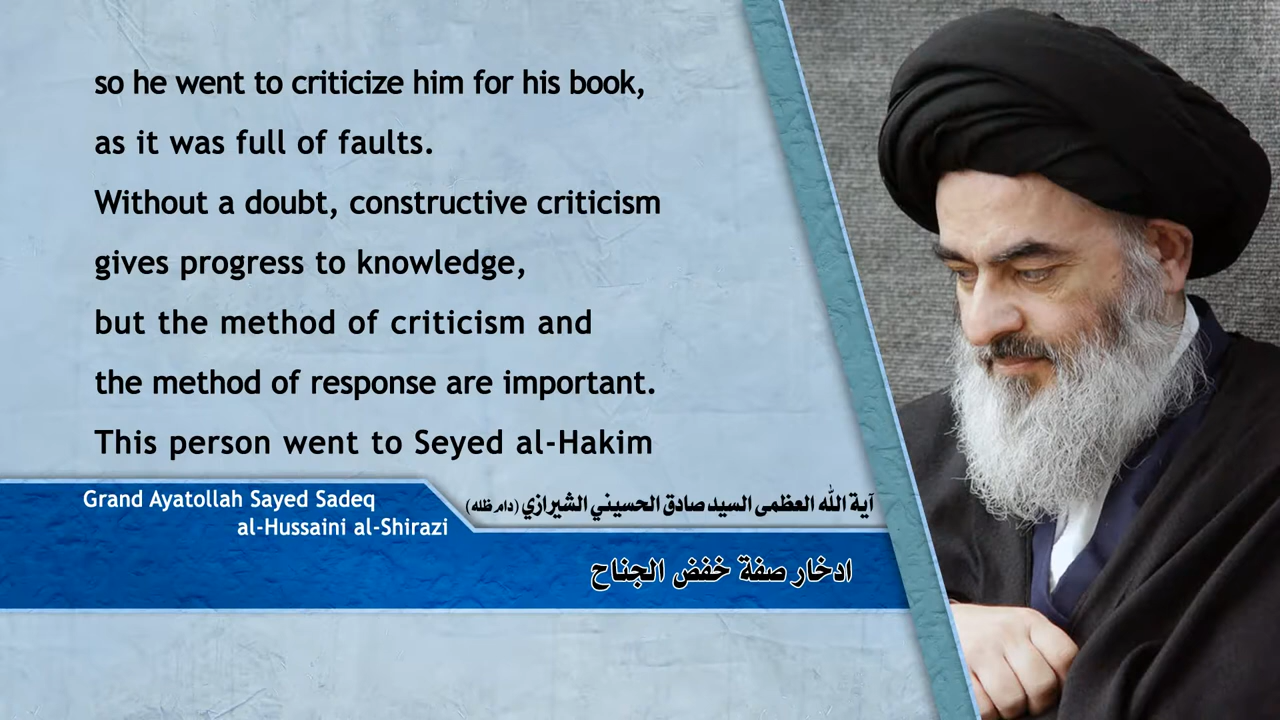 so he went to criticize him for his book,
as it was full of faults.
Without a doubt, constructive criticism
gives progress to knowledge,
but the method of criticism and
the method of response are important.
This person went to Seyed al-Hakim
Grand Ayatollah Sayed Sadeq
al-Hussaini al-Shirazi
آية الله العظمى السيد صادق الحسيني الشيرازي (دام ظله)
ادخار صفة خفض الجناح